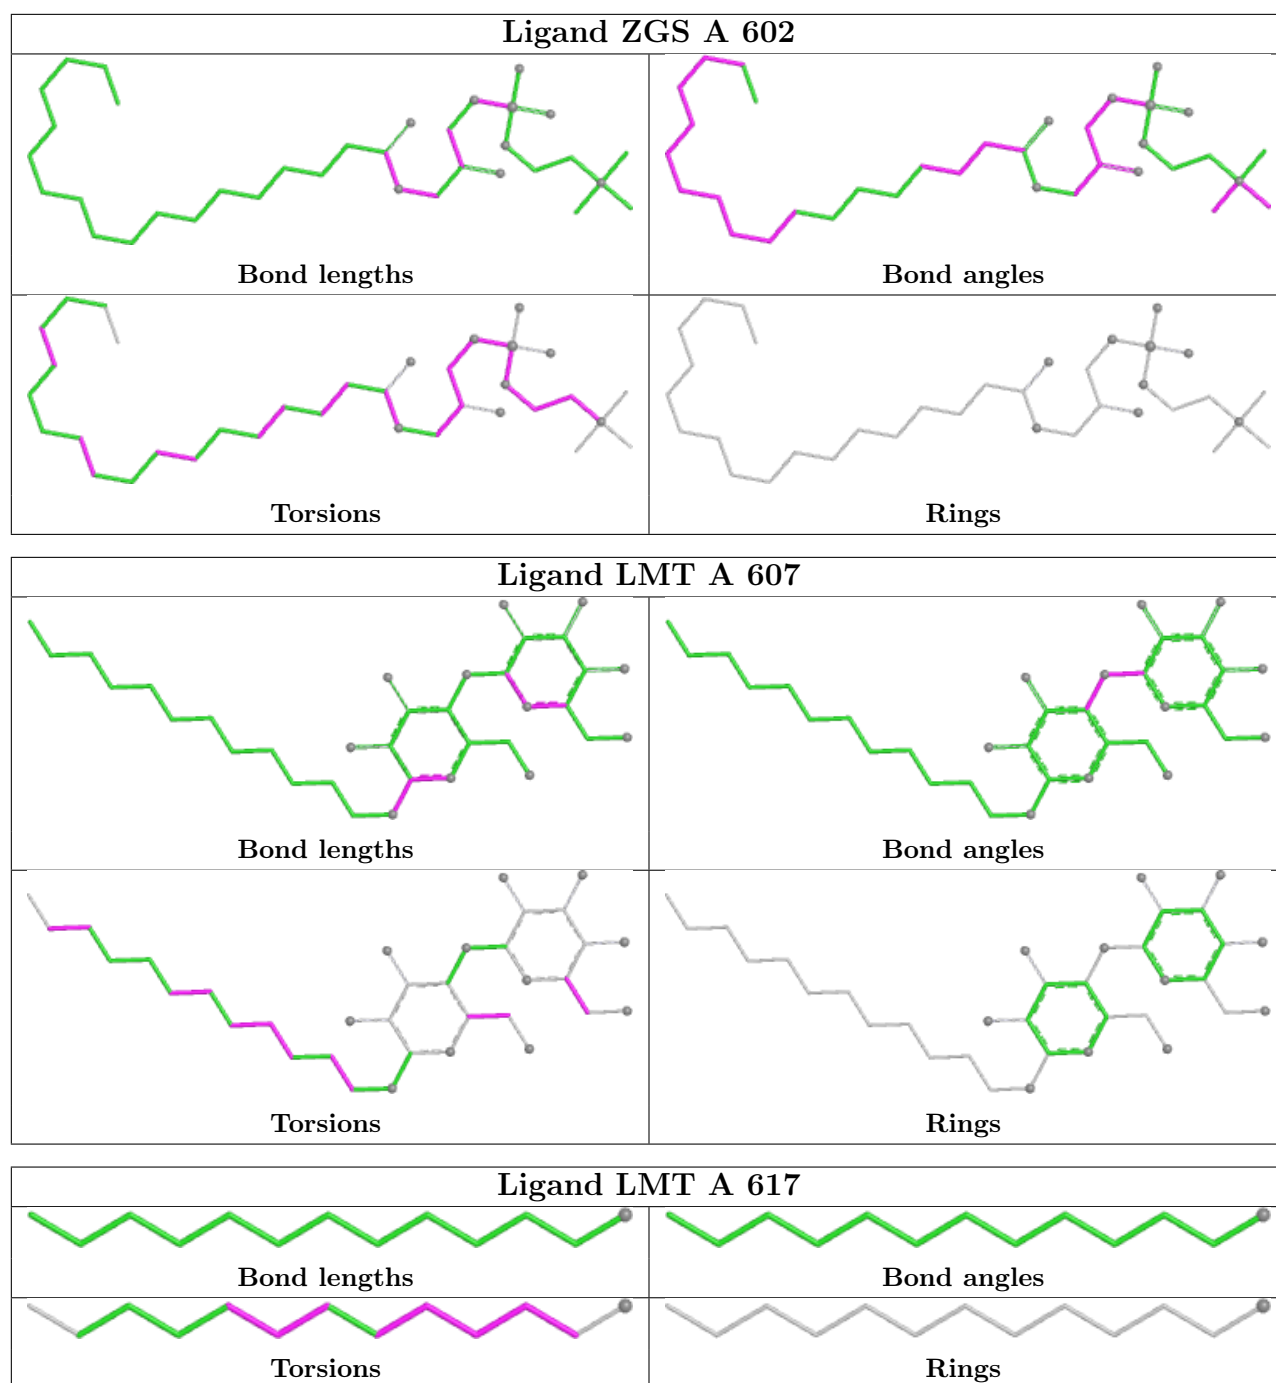 Ligand ZGS A 602
Bond lengths
Bond angles
Torsions
Rings
Ligand LMT A 607
Bond lengths
Bond angles
Torsions
Rings
Ligand LMT A 617
Bond lengths
Bond angles
Torsions
Rings